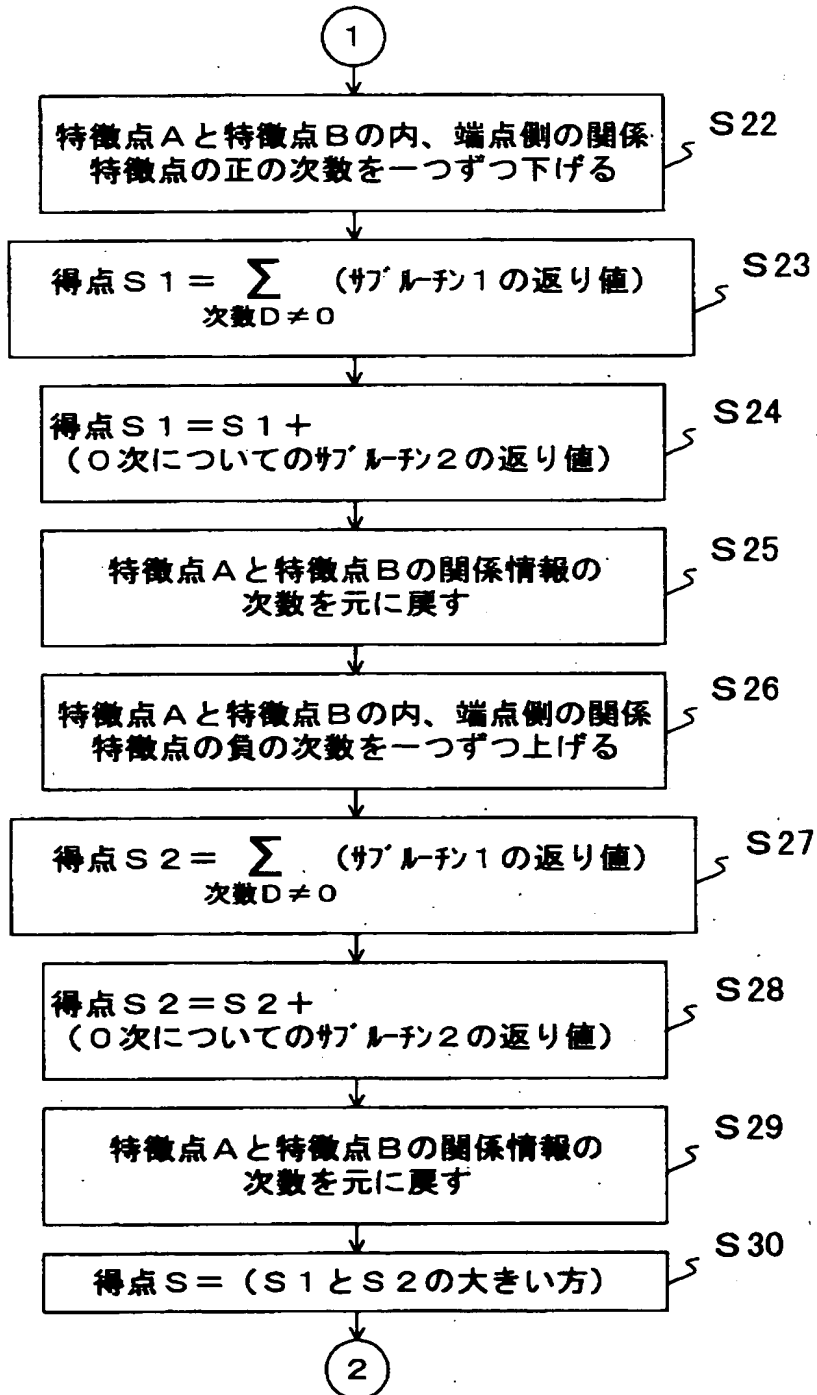 1
特徴点Aと特徴点Bの内、端点側の関係
特徴点の正の次数を一つずつ下げる
S22
得点S1=∑(サブルーチン1の返り値)
次数D≠0
S23
得点S1=S1+
(0次についてのサブルーチン2の返り値)
S24
特徴点Aと特徴点Bの関係情報の
次数を元に戻す
S25
特徴点Aと特徴点Bの内、端点側の関係
特徴点の負の次数を一つずつ上げる
S26
得点S2=∑(サブルーチン1の返り値)
次数D≠0
S27
得点S2=S2+
(0次についてのサブルーチン2の返り値)
S28
特徴点Aと特徴点Bの関係情報の
次数を元に戻す
S29
得点S=(S1とS2の大きい方)
S30
2